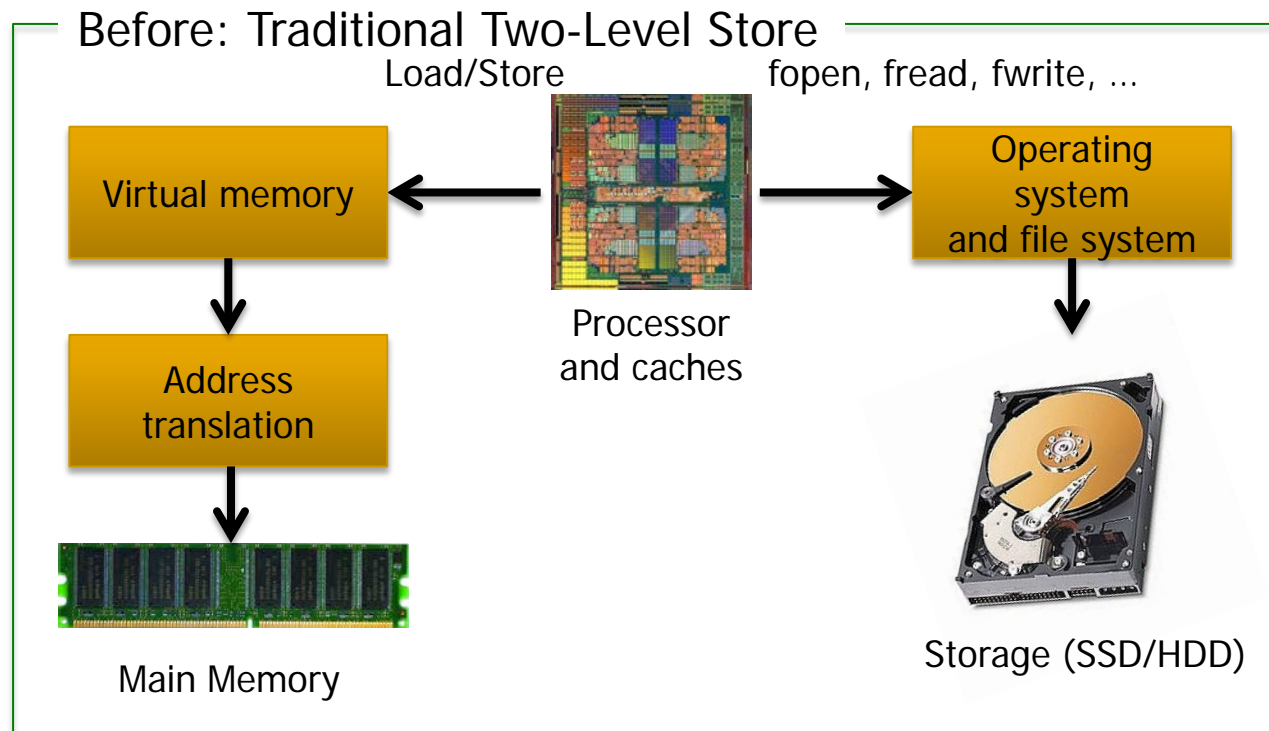 Before: Traditional Two-Level Store
Load/Store
fopen, fread, fwrite, ...
Virtual memory
Operating
system
and file system
Processor
and caches
Address
translation
Main Memory
Storage (SSD/HDD)